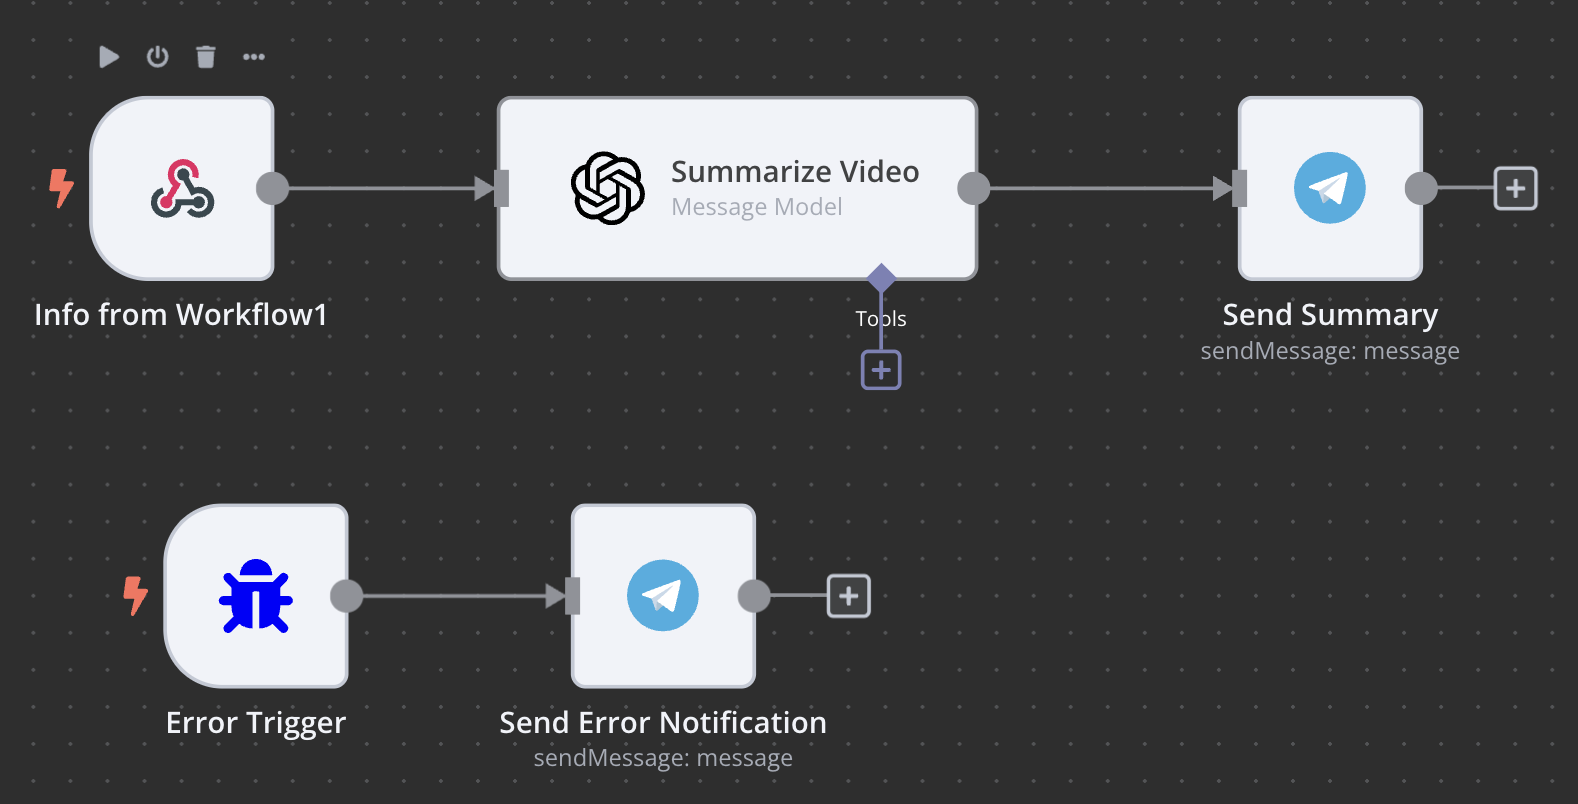 Summarize Video
Message Model
Info from Workflow1
Tools
Send Summary
sendMessage: message
Error Trigger
Send Error Notification
sendMessage: message